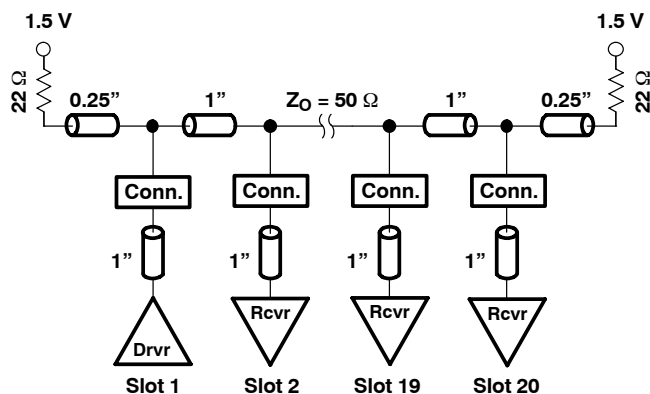 1.5 V
1.5 V
22 Ω
0.25”
1”
Z_O = 50 Ω
1”
0.25”
22 Ω
Conn.
Conn.
Conn.
Conn.
1”
1”
1”
1”
Drvr
Rcvr
Rcvr
Rcvr
Slot 1
Slot 2
Slot 19
Slot 20